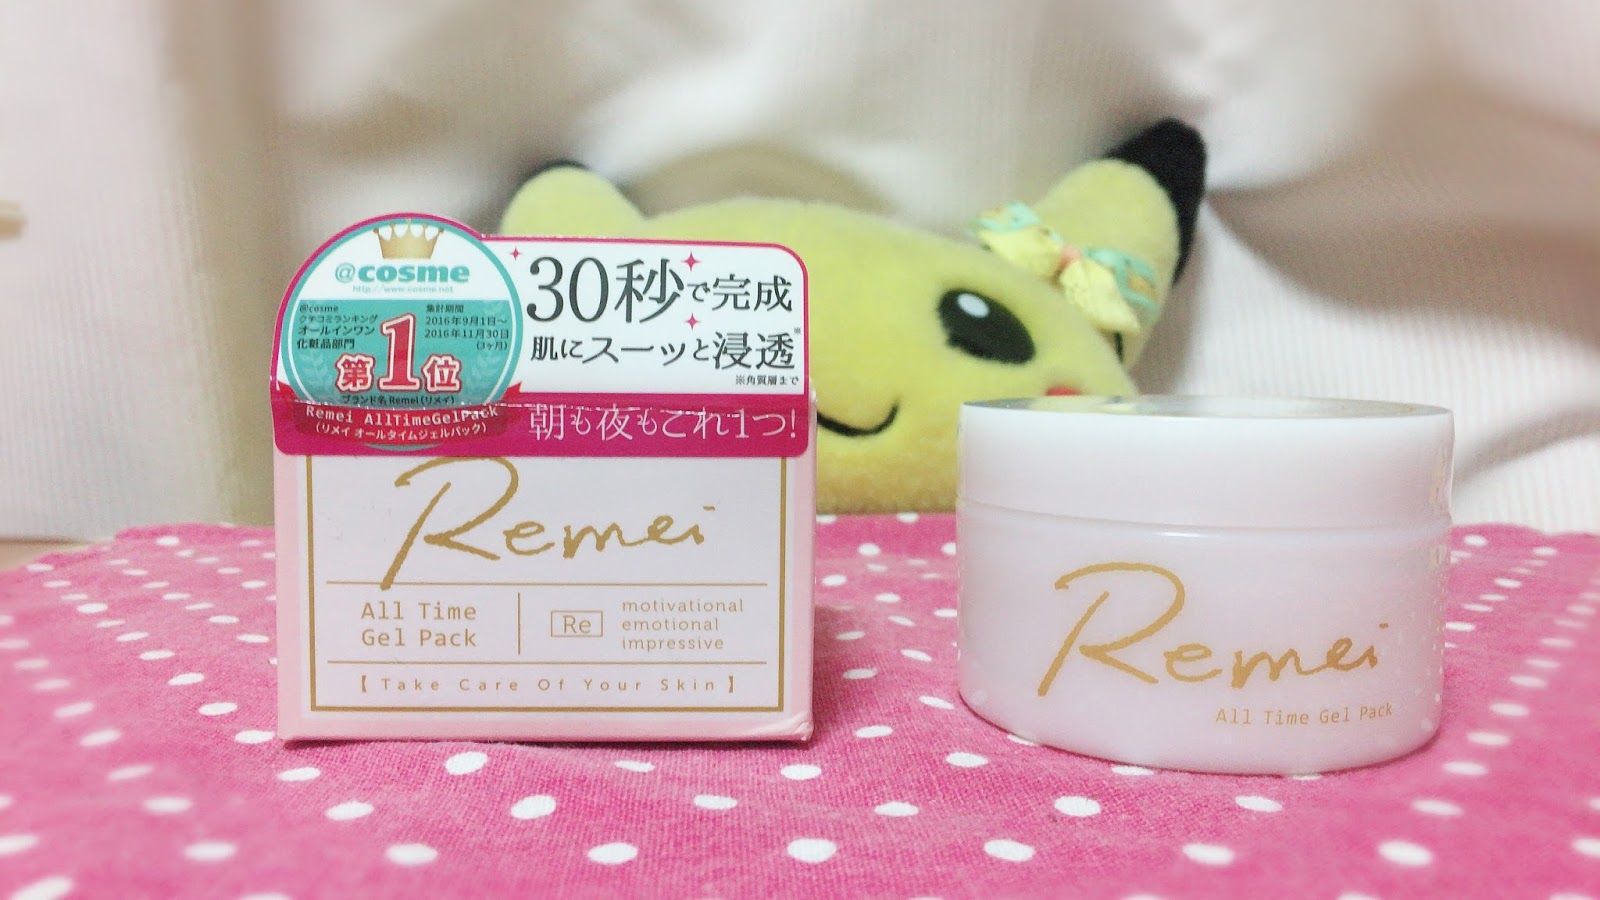 @cosme
http://www.cosme.net
@cosme
クチコミランキング
オールインワン
化粧品部門
集計期間
2016年9月1日～
2016年11月30日
(3ヶ月)
第1位
ブランド名 Remei(リメイ)
Remei AllTimeGelPack
(リメイ オールタイムジェルパック)
30秒で完成
肌にスーッと浸透※
※角質層まで
朝も夜もこれ1つ!
Remei
All Time
Gel Pack
Re
motivational
emotional
impressive
【Take Care Of Your Skin】
Remei
All Time Gel Pack